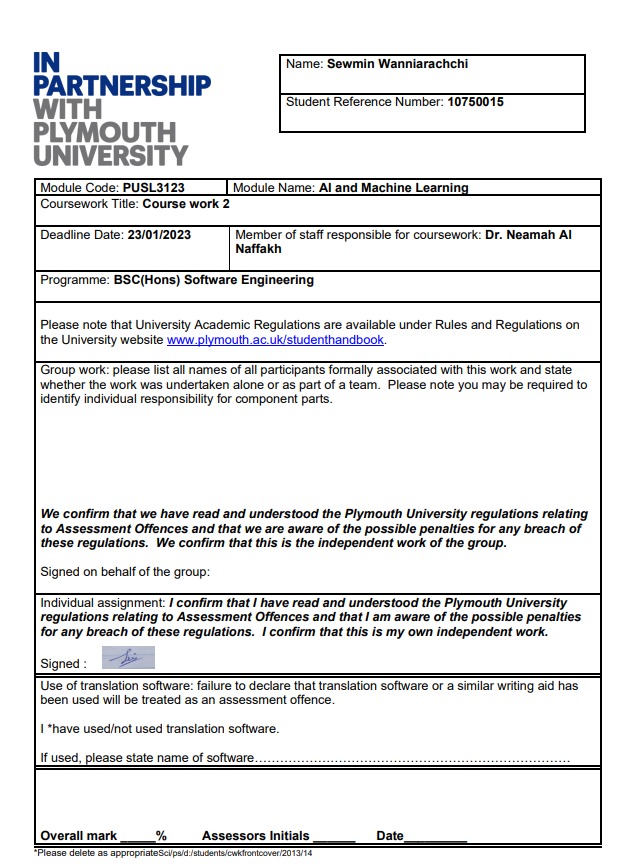 IN
PARTNERSHIP
WITH
PLYMOUTH
UNIVERSITY
Name: Sewmin Wanniarachchi
Student Reference Number: 10750015
Module Code: PUSL3123
Module Name: AI and Machine Learning
Coursework Title: Course work 2
Deadline Date: 23/01/2023
Member of staff responsible for coursework: Dr. Neamah Al
Naffakh
Programme: BSC(Hons) Software Engineering
Please note that University Academic Regulations are available under Rules and Regulations on
the University website www.plymouth.ac.uk/studenthandbook.
Group work: please list all names of all participants formally associated with this work and state
whether the work was undertaken alone or as part of a team.  Please note you may be required to
identify individual responsibility for component parts.
We confirm that we have read and understood the Plymouth University regulations relating
to Assessment Offences and that we are aware of the possible penalties for any breach of
these regulations.  We confirm that this is the independent work of the group.
Signed on behalf of the group:
Individual assignment: I confirm that I have read and understood the Plymouth University
regulations relating to Assessment Offences and that I am aware of the possible penalties
for any breach of these regulations.  I confirm that this is my own independent work.
Signed :
Use of translation software: failure to declare that translation software or a similar writing aid has
been used will be treated as an assessment offence.
I *have used/not used translation software.
If used, please state name of software…………………………………………………………………
Overall mark _____% Assessors Initials ______ Date_________
*Please delete as appropriateSci/ps/d:/students/cwkfrontcover/2013/14